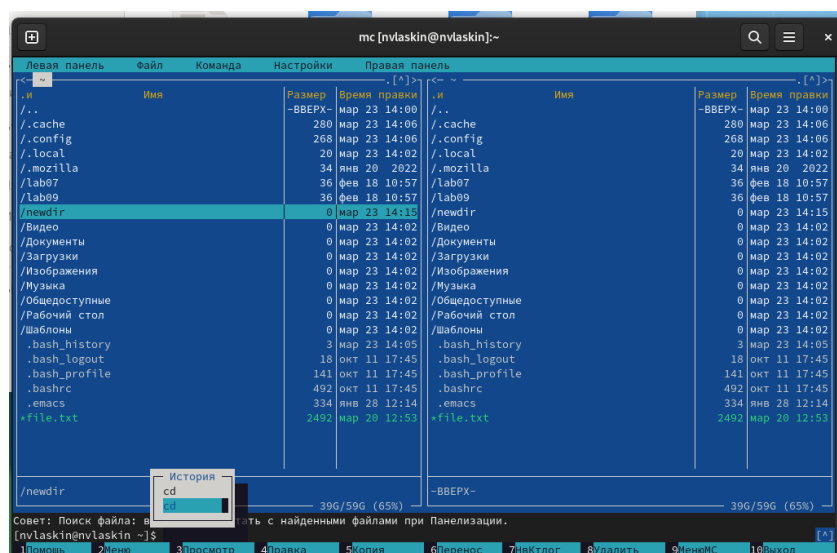 mc [nvlaskin@nvlaskin]:~
Левая панель Файл Команда Настройки Правая панель
<— ~ .[^]> <— ~ .[^]>
.и Имя Размер Время правки .и Имя Размер Время правки
/.. -ВВЕРХ- мар 23 14:00 /.. -ВВЕРХ- мар 23 14:00
/.cache 280 мар 23 14:06 /.cache 280 мар 23 14:06
/.config 268 мар 23 14:06 /.config 268 мар 23 14:06
/.local 20 мар 23 14:02 /.local 20 мар 23 14:02
/.mozilla 34 янв 20 2022 /.mozilla 34 янв 20 2022
/lab07 36 фев 18 10:57 /lab07 36 фев 18 10:57
/lab09 36 фев 18 10:57 /lab09 36 фев 18 10:57
/newdir 0 мар 23 14:15 /newdir 0 мар 23 14:15
/Видео 0 мар 23 14:02 /Видео 0 мар 23 14:02
/Документы 0 мар 23 14:02 /Документы 0 мар 23 14:02
/Загрузки 0 мар 23 14:02 /Загрузки 0 мар 23 14:02
/Изображения 0 мар 23 14:02 /Изображения 0 мар 23 14:02
/Музыка 0 мар 23 14:02 /Музыка 0 мар 23 14:02
/Общедоступные 0 мар 23 14:02 /Общедоступные 0 мар 23 14:02
/Рабочий стол 0 мар 23 14:02 /Рабочий стол 0 мар 23 14:02
/Шаблоны 0 мар 23 14:02 /Шаблоны 0 мар 23 14:02
.bash_history 3 мар 23 14:05 .bash_history 3 мар 23 14:05
.bash_logout 18 окт 11 17:45 .bash_logout 18 окт 11 17:45
.bash_profile 141 окт 11 17:45 .bash_profile 141 окт 11 17:45
.bashrc 492 окт 11 17:45 .bashrc 492 окт 11 17:45
.emacs 334 янв 28 12:14 .emacs 334 янв 28 12:14
*file.txt 2492 мар 20 12:53 *file.txt 2492 мар 20 12:53
История
/newdir cd -ВВЕРХ-
cd 39G/59G (65%) 39G/59G (65%)
Совет: Поиск файла: в тать с найденными файлами при Панелизации.
[nvlaskin@nvlaskin ~]$ [^]
1Помощь 2Меню 3Просмотр 4Правка 5Копия 6Перенос 7НвКтлог 8Удалить 9МенюМС 10Выход